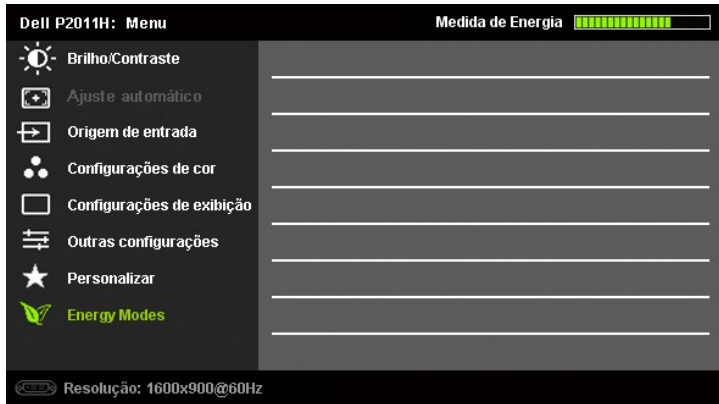 Dell P2011H: Menu Medida de Energia
Brilho/Contraste
Ajuste automático
Origem de entrada
Configurações de cor
Configurações de exibição
Outras configurações
Personalizar
Energy Modes
Resolução: 1600x900@60Hz